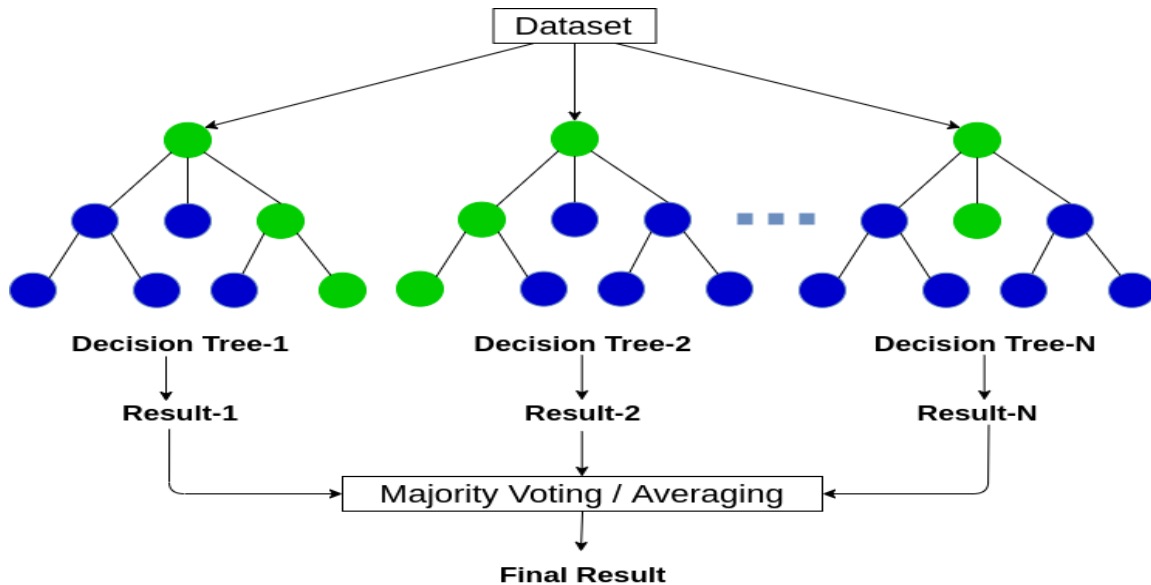 Dataset
Decision Tree-1
Decision Tree-2
Decision Tree-N
Result-1
Result-2
Result-N
Majority Voting / Averaging
Final Result